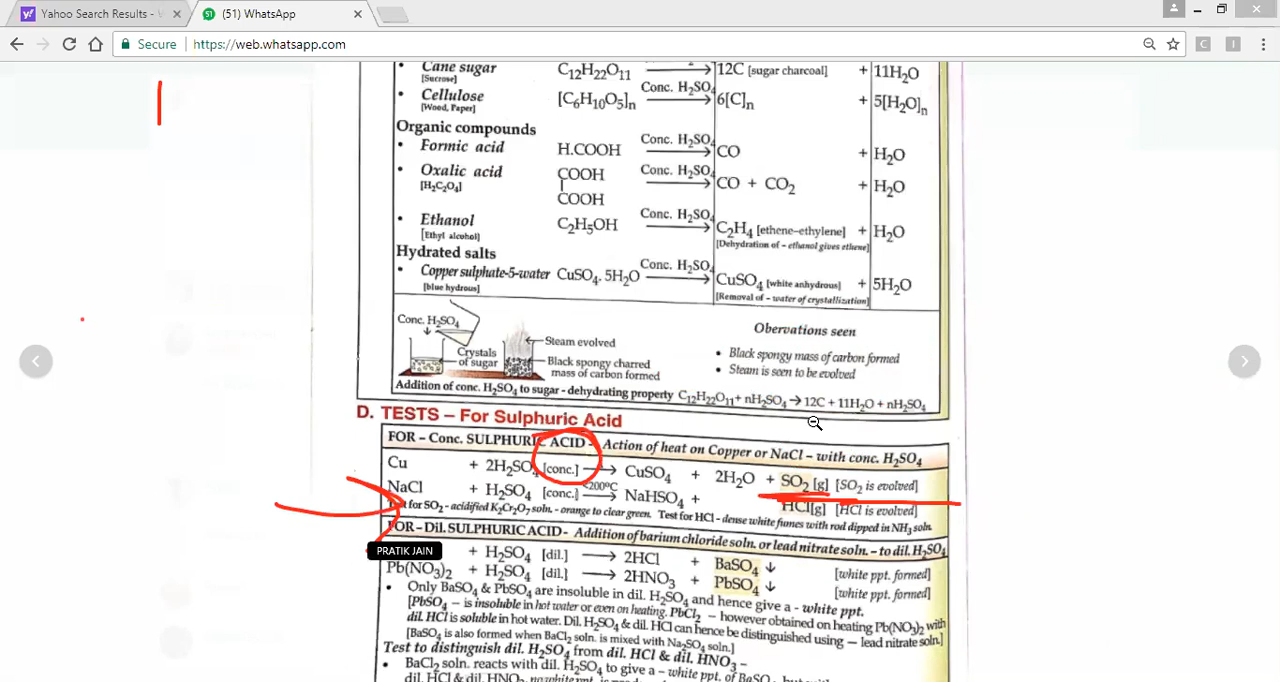 Yahoo Search Results - W
(51) WhatsApp
Secure https://web.whatsapp.com
• Cane sugar C12H22O11 → 12C [sugar charcoal] + 11H2O
[Sucrose]
• Cellulose [C6H10O5]n Conc. H2SO4 → 6[C]n + 5[H2O]n
[Wood, Paper]
Organic compounds
• Formic acid H.COOH Conc. H2SO4 → CO + H2O
• Oxalic acid COOH Conc. H2SO4 → CO + CO2 + H2O
[H2C2O4]
COOH
• Ethanol C2H5OH Conc. H2SO4 → C2H4 [ethene-ethylene] + H2O
[Ethyl alcohol] [Dehydration of - ethanol gives ethene]
Hydrated salts
• Copper sulphate-5-water CuSO4. 5H2O Conc. H2SO4 → CuSO4 [white anhydrous] + 5H2O
[blue hydrous] [Removal of - water of crystallization]
Conc. H2SO4
Crystals of sugar
Steam evolved
Black spongy charred
mass of carbon formed
Obervations seen
• Black spongy mass of carbon formed
• Steam is seen to be evolved
Addition of conc. H2SO4 to sugar - dehydrating property C12H22O11 + nH2SO4 → 12C + 11H2O + nH2SO4
D. TESTS – For Sulphuric Acid
FOR – Conc. SULPHURIC ACID – Action of heat on Copper or NaCl – with conc. H2SO4
Cu + 2H2SO4 [conc.] → CuSO4 + 2H2O + SO2 [g] [SO2 is evolved]
NaCl + H2SO4 [conc.] <200°C → NaHSO4 + HCl[g] [HCl is evolved]
for SO2 - acidified K2Cr2O7 soln. - orange to clear green. Test for HCl - dense white fumes with rod dipped in NH3 soln.
FOR – Dil. SULPHURIC ACID - Addition of barium chloride soln. or lead nitrate soln. – to dil. H2SO4
PRATIK JAIN
+ H2SO4 [dil.] → 2HCl + BaSO4 ↓ [white ppt. formed]
Pb(NO3)2 + H2SO4 [dil.] → 2HNO3 + PbSO4 ↓ [white ppt. formed]
• Only BaSO4 & PbSO4 are insoluble in dil. H2SO4 and hence give a - white ppt.
[PbSO4 – is insoluble in hot water or even on heating. PbCl2 – however obtained on heating Pb(NO3)2 with
dil. HCl is soluble in hot water. Dil. H2SO4 & dil. HCl can hence be distinguished using – lead nitrate soln.]
[BaSO4 is also formed when BaCl2 soln. is mixed with Na2SO4 soln.]
Test to distinguish dil. H2SO4 from dil. HCl & dil. HNO3 –
• BaCl2 soln. reacts with dil. H2SO4 to give a - white ppt. of BaSO4
dil. HCl & dil. HNO3